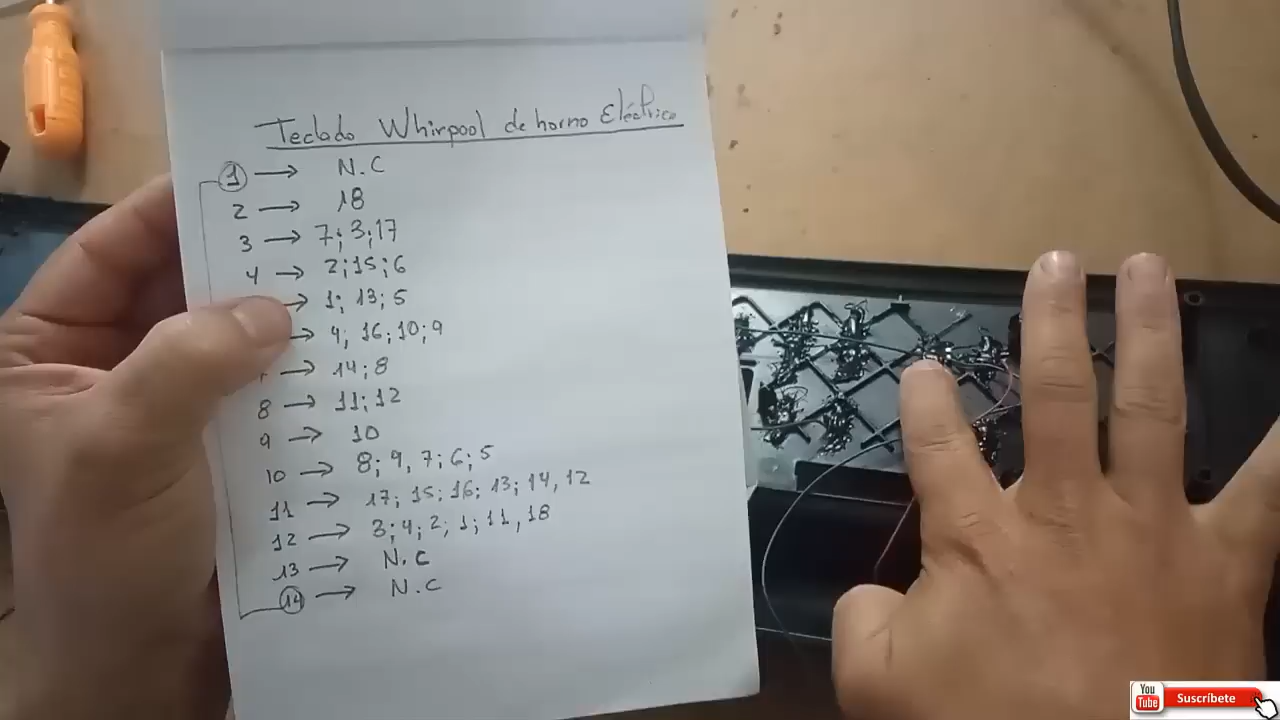 Teclado Whirpool de horno Eléctrico
1 → N.C
2 → 18
3 → 7; 3; 17
4 → 2; 15; 6
→ 1; 13; 5
→ 4, 16; 10; 9
→ 14; 8
8 → 11; 12
9 → 10
10 → 8; 9, 7; 6; 5
11 → 17; 15; 16; 13; 14, 12
12 → 3; 4; 2; 1; 11, 18
13 → N.C
14 → N.C
You Tube Suscríbete